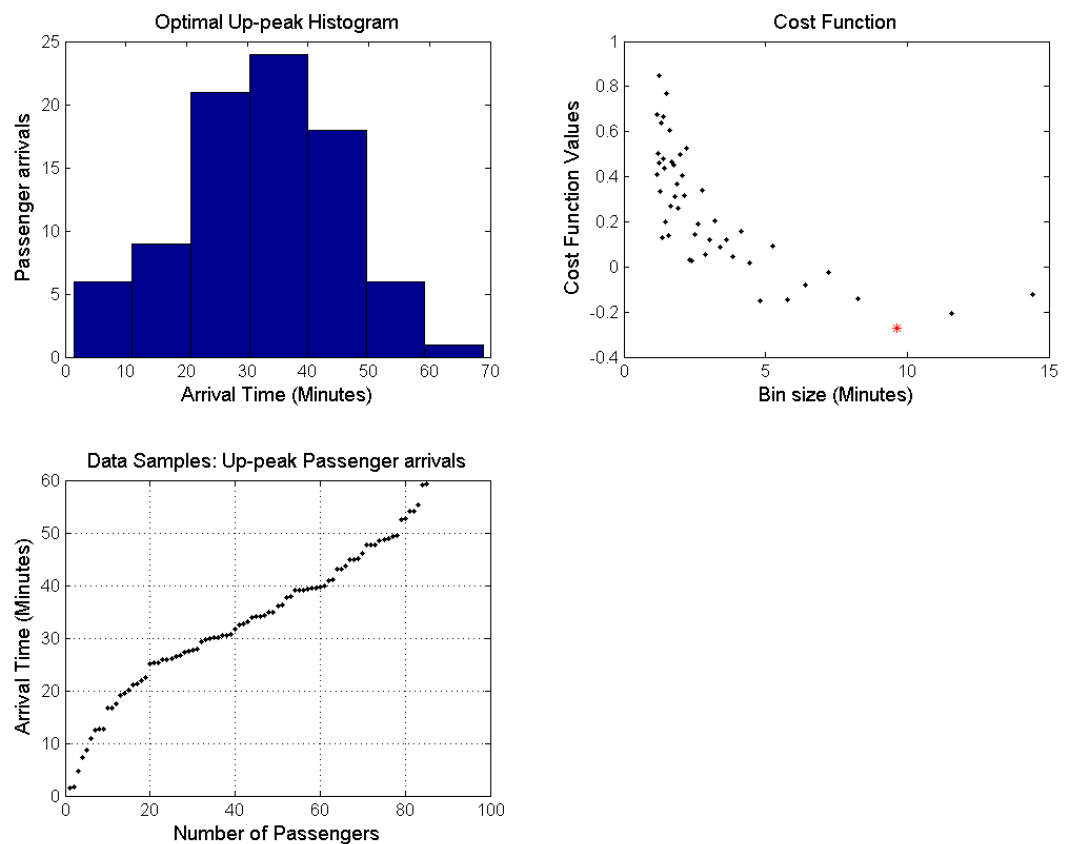 Optimal Up-peak Histogram
25
20
15
10
5
0
Passenger arrivals
0 10 20 30 40 50 60 70
Arrival Time (Minutes)
Cost Function
1
0.8
0.6
0.4
0.2
0
-0.2
-0.4
Cost Function Values
0 5 10 15
Bin size (Minutes)
Data Samples: Up-peak Passenger arrivals
60
50
40
30
20
10
0
Arrival Time (Minutes)
0 20 40 60 80 100
Number of Passengers